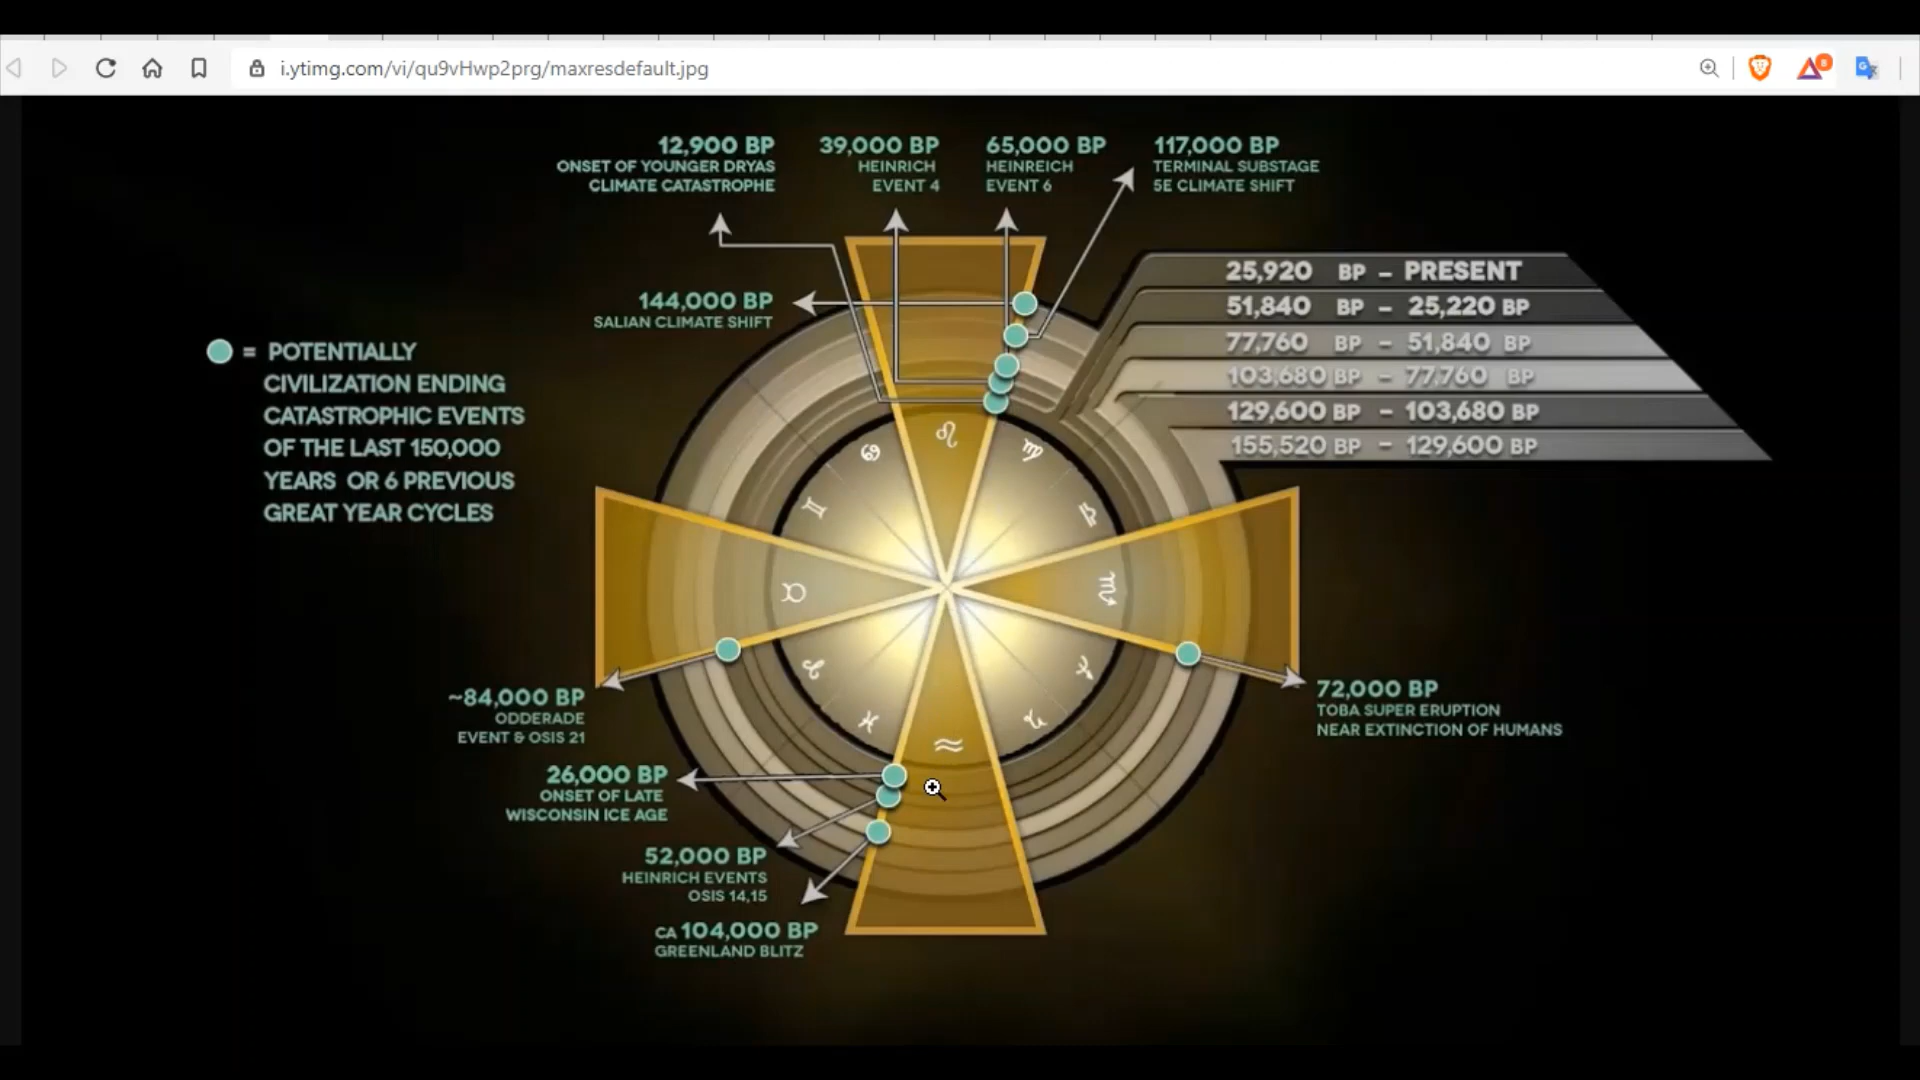 i.ytimg.com/vi/qu9vHwp2prg/maxresdefault.jpg
8
12,900 BP
ONSET OF YOUNGER DRYAS
CLIMATE CATASTROPHE
39,000 BP
HEINRICH
EVENT 4
65,000 BP
HEINREICH
EVENT 6
117,000 BP
TERMINAL SUBSTAGE
5E CLIMATE SHIFT
144,000 BP
SALIAN CLIMATE SHIFT
25,920 BP – PRESENT
51,840 BP – 25,220 BP
77,760 BP – 51,840 BP
103,680 BP – 77,760 BP
129,600 BP – 103,680 BP
155,520 BP – 129,600 BP
= POTENTIALLY
CIVILIZATION ENDING
CATASTROPHIC EVENTS
OF THE LAST 150,000
YEARS OR 6 PREVIOUS
GREAT YEAR CYCLES
♌
♋ ♍
♊ ♎
♉ ♏
♈ ♐
♓ ♑
♒
~84,000 BP
ODDERADE
EVENT & OSIS 21
72,000 BP
TOBA SUPER ERUPTION
NEAR EXTINCTION OF HUMANS
26,000 BP
ONSET OF LATE
WISCONSIN ICE AGE
52,000 BP
HEINRICH EVENTS
OSIS 14,15
CA 104,000 BP
GREENLAND BLITZ